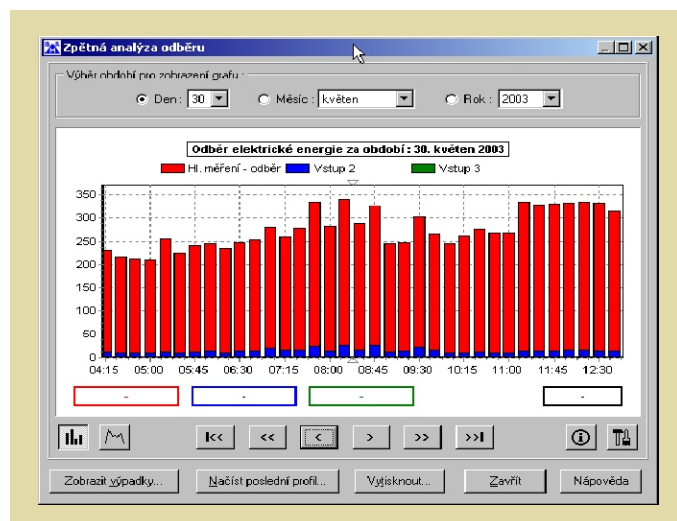 Zpětná analýza odběru
Výběr období pro zobrazení grafu :
Den : 30 Měsíc : květen Rok : 2003
Odběr elektrické energie za období : 30. květen 2003
Hl. měření - odběr Vstup 2 Vstup 3
350
300
250
200
150
100
50
0
04:15 05:00 05:45 06:30 07:15 08:00 08:45 09:30 10:15 11:00 11:45 12:30
- - - -
I<< << < > >> >>I
Zobrazit výpadky... Načíst poslední profil... Vytisknout... Zavřít Nápověda